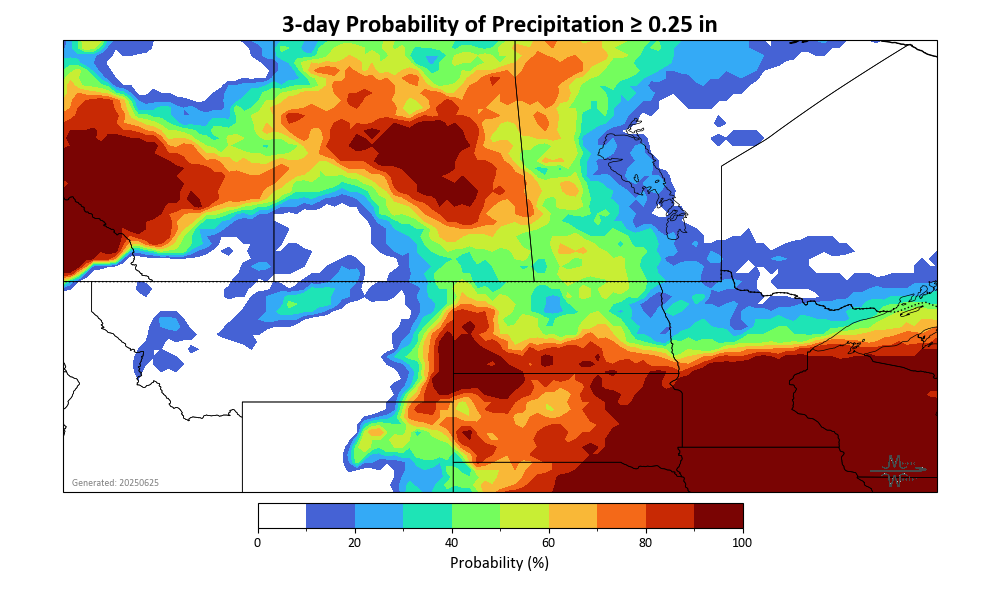 3-day Probability of Precipitation ≥ 0.25 in
Generated: 20250625
0 20 40 60 80 100
Probability (%)